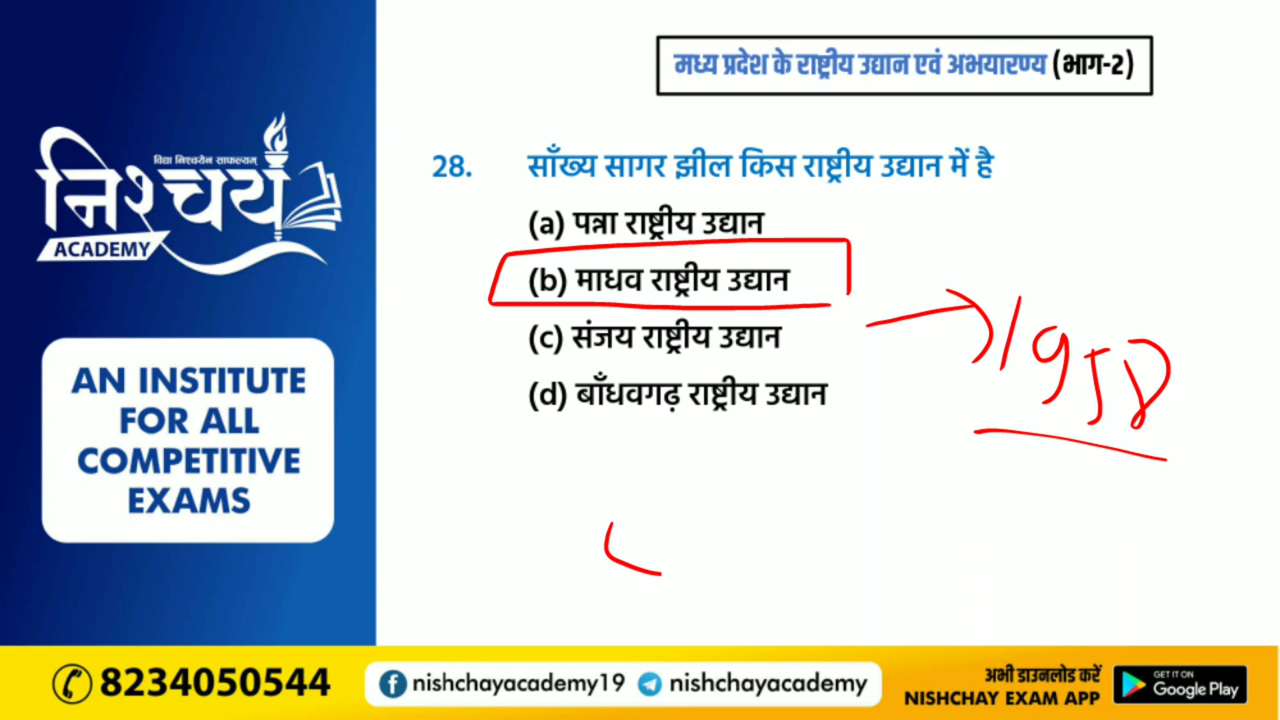 मध्य प्रदेश के राष्ट्रीय उद्यान एवं अभयारण्य (भाग-2)
विद्या निश्चयेन साफल्यम्
निश्चय
ACADEMY
AN INSTITUTE
FOR ALL
COMPETITIVE
EXAMS
28. साँख्य सागर झील किस राष्ट्रीय उद्यान में है
(a) पन्ना राष्ट्रीय उद्यान
(b) माधव राष्ट्रीय उद्यान
(c) संजय राष्ट्रीय उद्यान
(d) बाँधवगढ़ राष्ट्रीय उद्यान
1958
8234050544
nishchayacademy19 nishchayacademy
अभी डाउनलोड करें
NISHCHAY EXAM APP
GET IT ON
Google Play